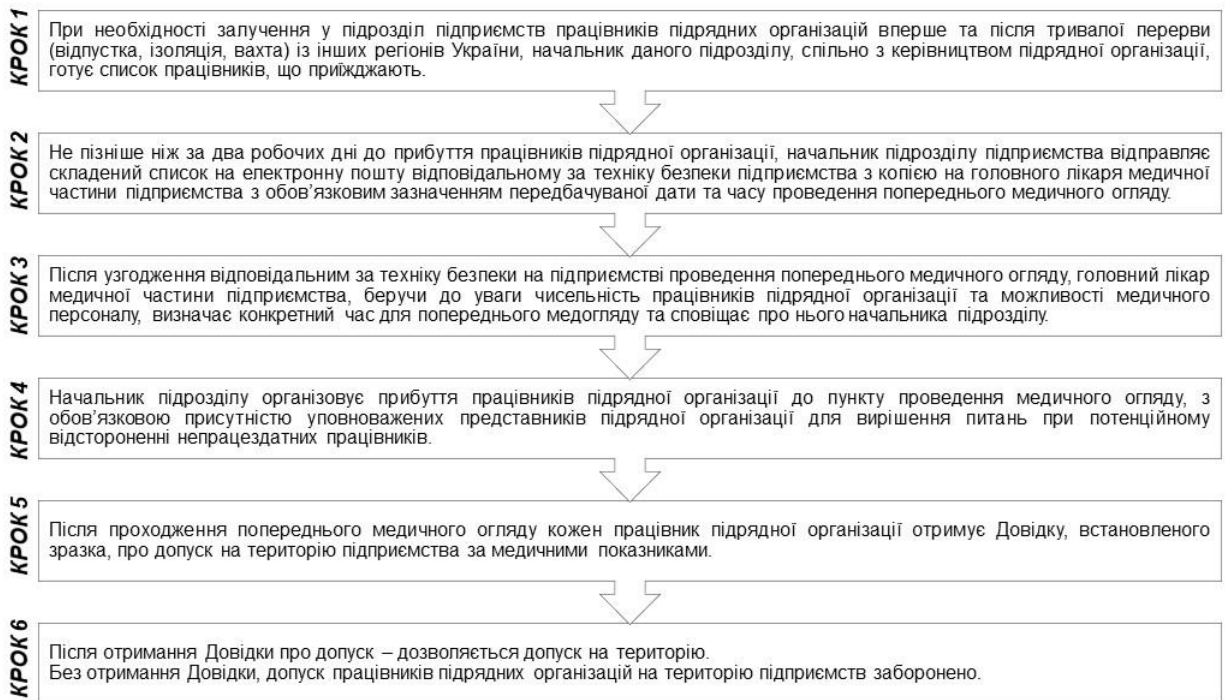 КРОК 1
При необхідності залучення у підрозділ підприємств працівників підрядних організацій вперше та після тривалої перерви
(відпустка, ізоляція, вахта) із інших регіонів України, начальник даного підрозділу, спільно з керівництвом підрядної організації,
готує список працівників, що приїжджають.
КРОК 2
Не пізніше ніж за два робочих дні до прибуття працівників підрядної організації, начальник підрозділу підприємства відправляє
складений список на електронну пошту відповідальному за техніку безпеки підприємства з копією на головного лікаря медичної
частини підприємства з обов’язковим зазначенням передбачуваної дати та часу проведення попереднього медичного огляду.
КРОК 3
Після узгодження відповідальним за техніку безпеки на підприємстві проведення попереднього медичного огляду, головний лікар
медичної частини підприємства, беручи до уваги чисельність працівників підрядної організації та можливості медичного
персоналу, визначає конкретний час для попереднього медогляду та сповіщає про нього начальника підрозділу.
КРОК 4
Начальник підрозділу організовує прибуття працівників підрядної організації до пункту проведення медичного огляду, з
обов’язковою присутністю уповноважених представників підрядної організації для вирішення питань при потенційному
відстороненні непрацездатних працівників.
КРОК 5
Після проходження попереднього медичного огляду кожен працівник підрядної організації отримує Довідку, встановленого
зразка, про допуск на територію підприємства за медичними показниками.
КРОК 6
Після отримання Довідки про допуск – дозволяється допуск на територію.
Без отримання Довідки, допуск працівників підрядних організацій на територію підприємств заборонено.